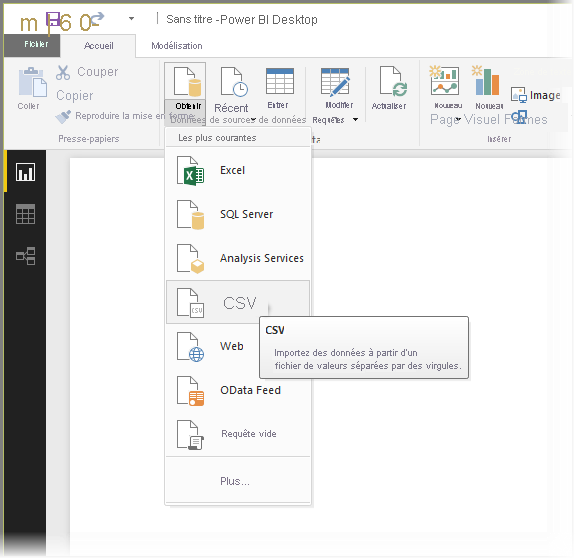 m | 6 0
Sans titre -Power BI Desktop
Fichier
Accueil
Modélisation
Coller
Couper
Copier
Reproduire la mise en forme
Presse-papiers
Obtenir
Récent
Entrer
Données de sources de données
Modifier
Requêtes
Actualiser
Nouveau
Page
Nouveau
Visuel
Image
Formes
Insérer
Les plus courantes
Excel
SQL Server
Analysis Services
CSV
CSV
Web
OData Feed
Requête vide
Plus...
CSV
Importez des données à partir d'un
fichier de valeurs séparées par des virgules.